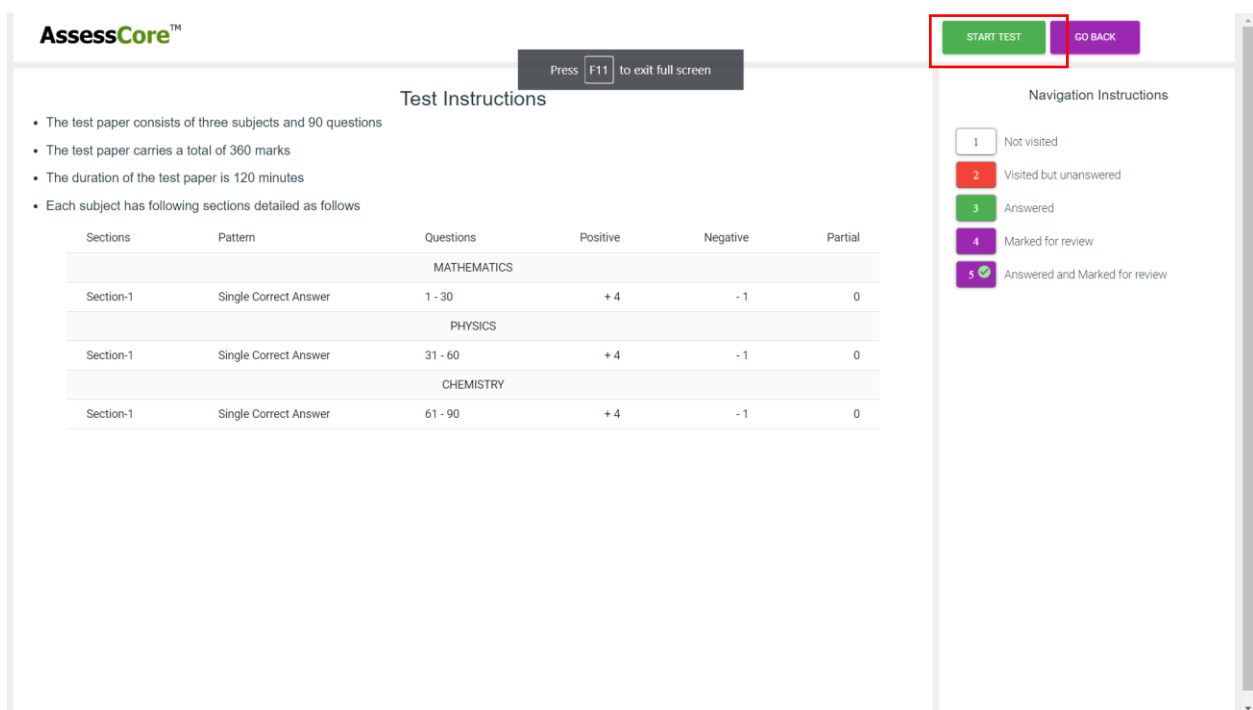 AssessCore™
START TEST
GO BACK
Press F11 to exit full screen
Test Instructions
• The test paper consists of three subjects and 90 questions
• The test paper carries a total of 360 marks
• The duration of the test paper is 120 minutes
• Each subject has following sections detailed as follows
Sections Pattern Questions Positive Negative Partial
MATHEMATICS
Section-1 Single Correct Answer 1 - 30 + 4 - 1 0
PHYSICS
Section-1 Single Correct Answer 31 - 60 + 4 - 1 0
CHEMISTRY
Section-1 Single Correct Answer 61 - 90 + 4 - 1 0
Navigation Instructions
1 Not visited
2 Visited but unanswered
3 Answered
4 Marked for review
5 Answered and Marked for review